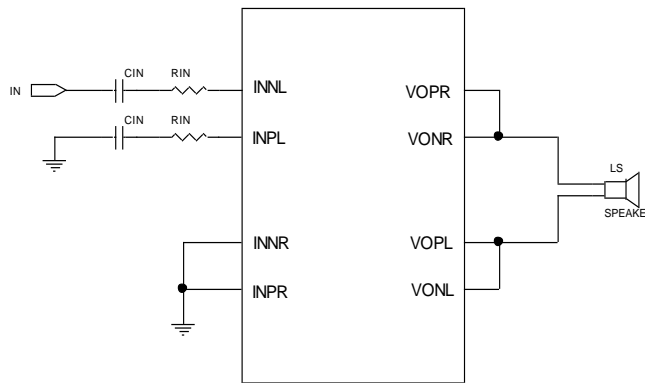 CIN RIN
IN INNL VOPR
CIN RIN
INPL VONR
LS
SPEAKE
INNR VOPL
INPR VONL